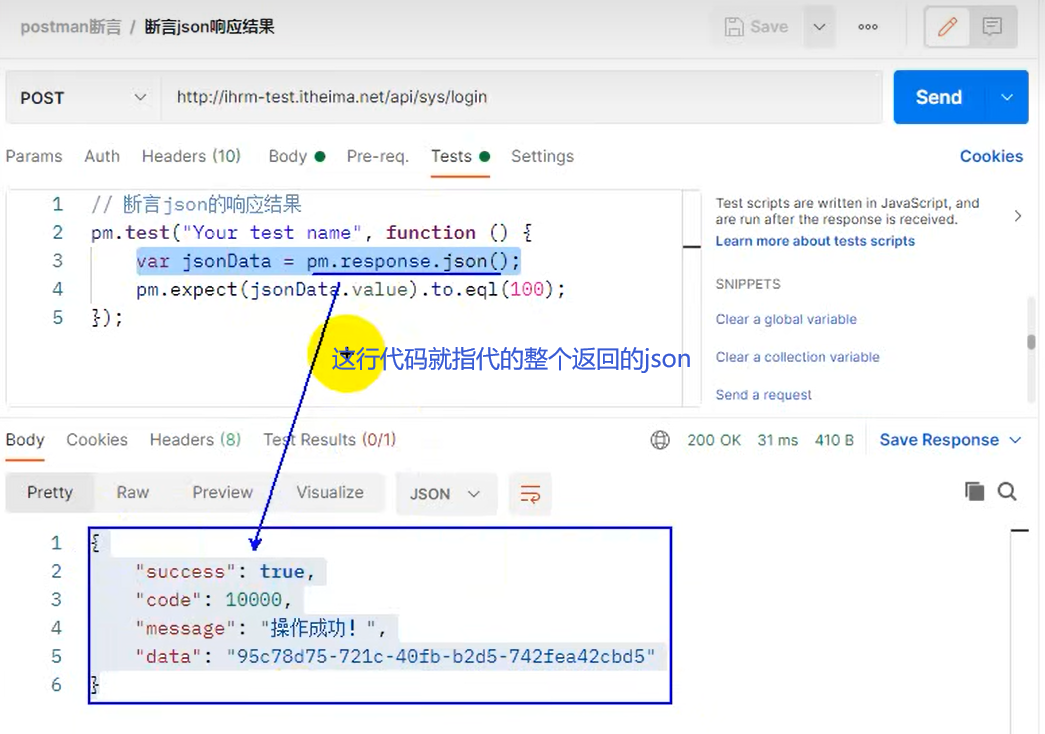 postman断言 / 断言json响应结果
Save
POST
http://ihrm-test.itheima.net/api/sys/login
Send
Params Auth Headers (10) Body Pre-req. Tests Settings Cookies
1 // 断言json的响应结果
2 pm.test("Your test name", function () {
3 var jsonData = pm.response.json();
4 pm.expect(jsonData.value).to.eql(100);
5 });
Test scripts are written in JavaScript, and
are run after the response is received.
Learn more about tests scripts
SNIPPETS
Clear a global variable
Clear a collection variable
Send a request
这行代码就指代的整个返回的json
Body Cookies Headers (8) Test Results (0/1) 200 OK 31 ms 410 B Save Response
Pretty Raw Preview Visualize JSON
1 {
2 "success": true,
3 "code": 10000,
4 "message": "操作成功！",
5 "data": "95c78d75-721c-40fb-b2d5-742fea42cbd5"
6 }